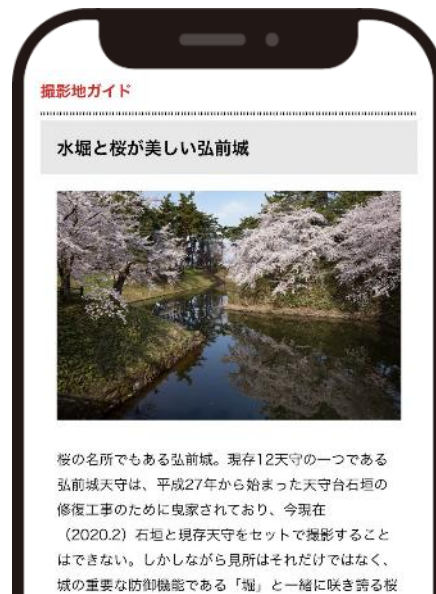 撮影地ガイド
水堀と桜が美しい弘前城
桜の名所でもある弘前城。現存12天守の一つである
弘前城天守は、平成27年から始まった天守台石垣の
修復工事のために曳家されており、今現在
（2020.2）石垣と現存天守をセットで撮影すること
はできない。しかしながら見所はそれだけではなく、
城の重要な防御機能である「堀」と一緒に咲き誇る桜